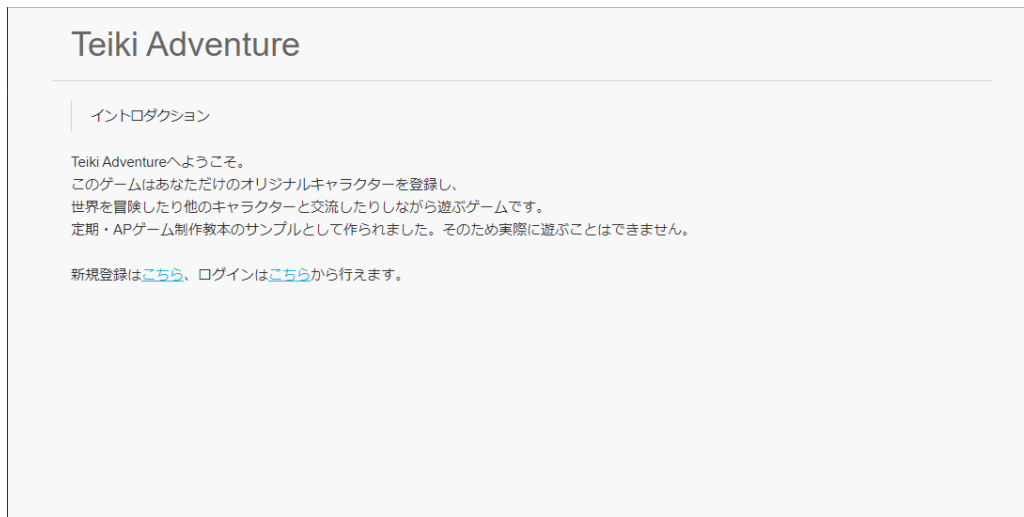 Teiki Adventure
イントロダクション
Teiki Adventureへようこそ。
このゲームはあなただけのオリジナルキャラクターを登録し、
世界を冒険したり他のキャラクターと交流したりしながら遊ぶゲームです。
定期・APゲーム制作教本のサンプルとして作られました。そのため実際に遊ぶことはできません。
新規登録はこちら、ログインはこちらから行えます。